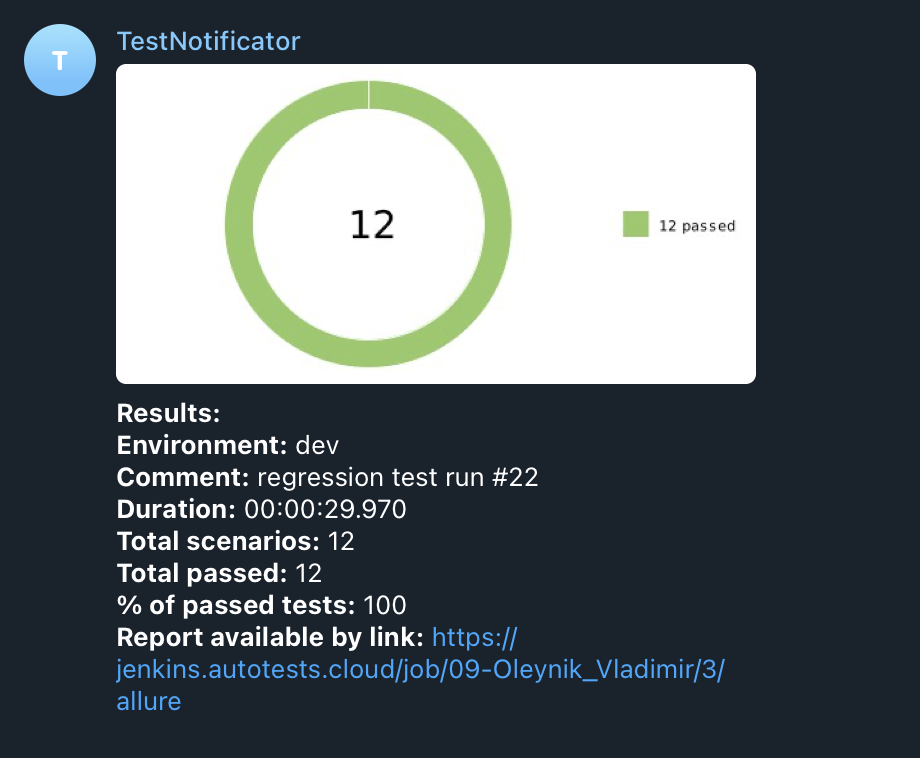 T
TestNotificator
12
12 passed
Results:
Environment: dev
Comment: regression test run #22
Duration: 00:00:29.970
Total scenarios: 12
Total passed: 12
% of passed tests: 100
Report available by link: https://
jenkins.autotests.cloud/job/09-Oleynik_Vladimir/3/
allure